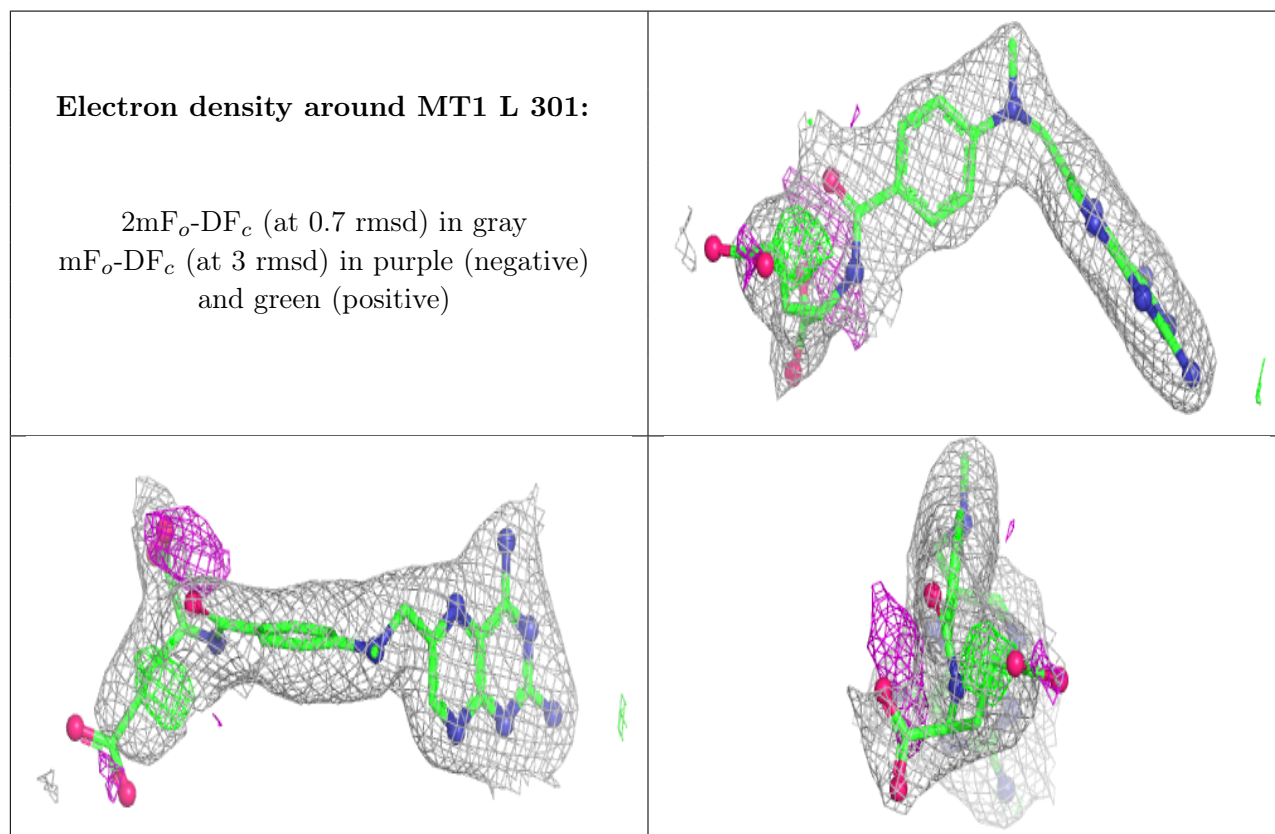 Electron density around MT1 L 301:
2mFo-DFc (at 0.7 rmsd) in gray
mFo-DFc (at 3 rmsd) in purple (negative)
and green (positive)